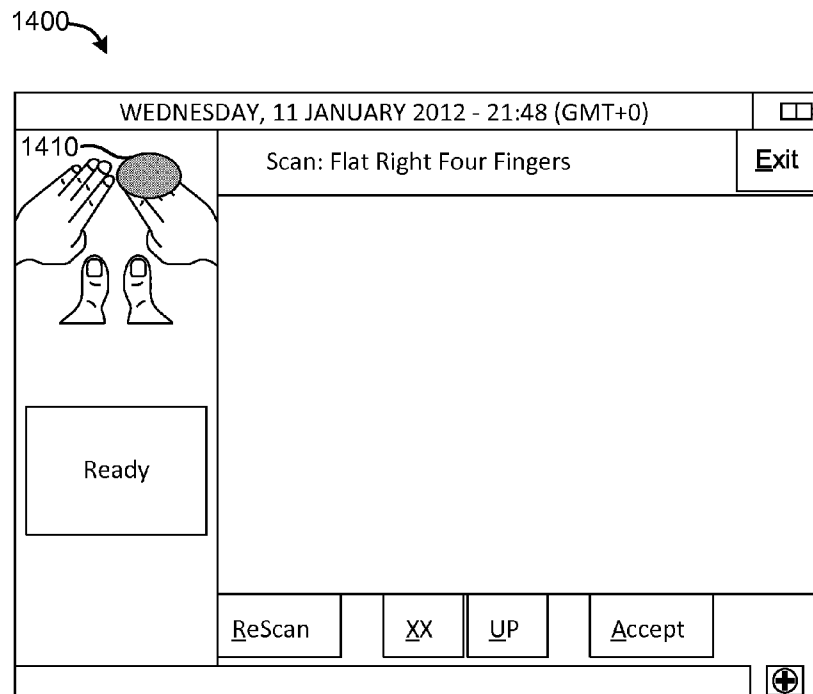 1400
WEDNESDAY, 11 JANUARY 2012 - 21:48 (GMT+0)
1410
Scan: Flat Right Four Fingers
Exit
Ready
ReScan
XX
UP
Accept